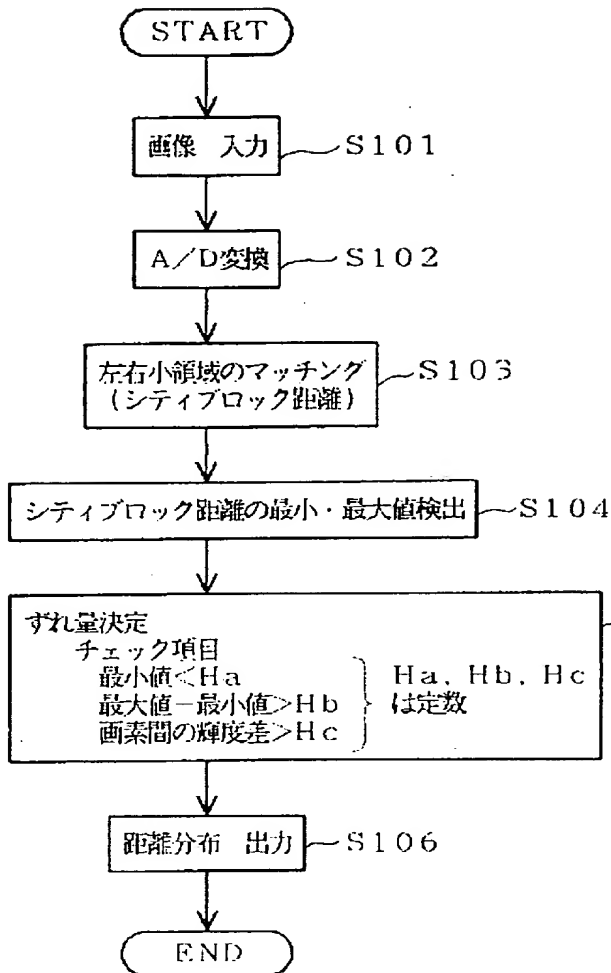 START
画像 入力
S101
A/D変換
S102
左右小領域のマッチング
(シティブロック距離)
S103
シティブロック距離の最小・最大値検出
S104
ずれ量決定
チェック項目
最小値≦Ha
最大値-最小値>Hb
画素間の輝度差>Hc
Ha, Hb, Hc
は定数
距離分布 出力
S106
END